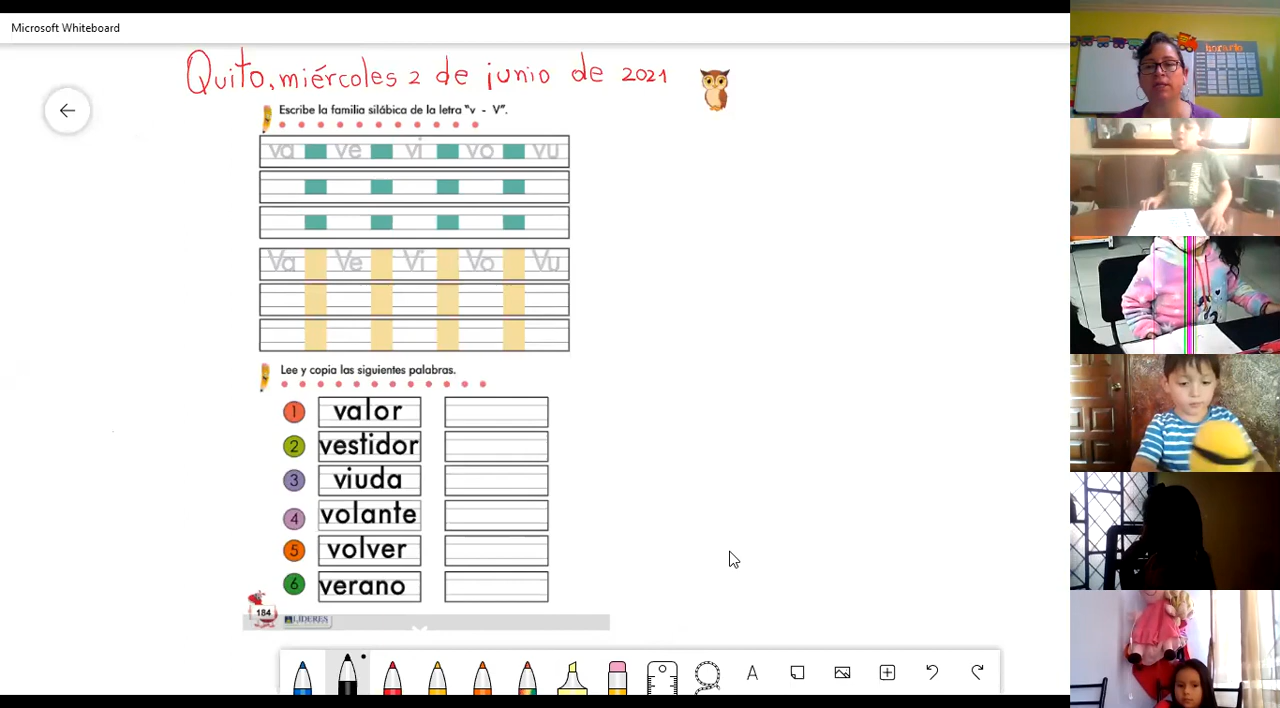 Microsoft Whiteboard
Quito, miércoles 2 de junio de 2021
Escribe la familia silábica de la letra "v - V".
va ve vi vo vu
Va Ve Vi Vo Vu
Lee y copia las siguientes palabras.
1 valor
2 vestidor
3 viuda
4 volante
5 volver
6 verano
184 LÍDERES
A
horario